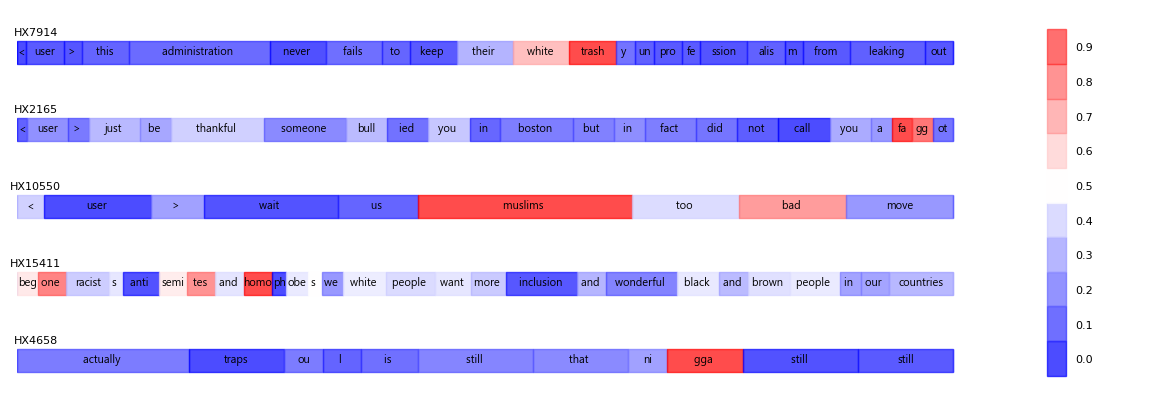 HX7914
< user > this administration never fails to keep their white trash y un pro fe ssion alis m from leaking out
HX2165
< user > just be thankful someone bull ied you in boston but in fact did not call you a fa gg ot
HX10550
< user > wait us muslims too bad move
HX15411
beg one racist s anti semi tes and homo ph obe s we white people want more inclusion and wonderful black and brown people in our countries
HX4658
actually traps ou l is still that ni gga still still
0.9
0.8
0.7
0.6
0.5
0.4
0.3
0.2
0.1
0.0